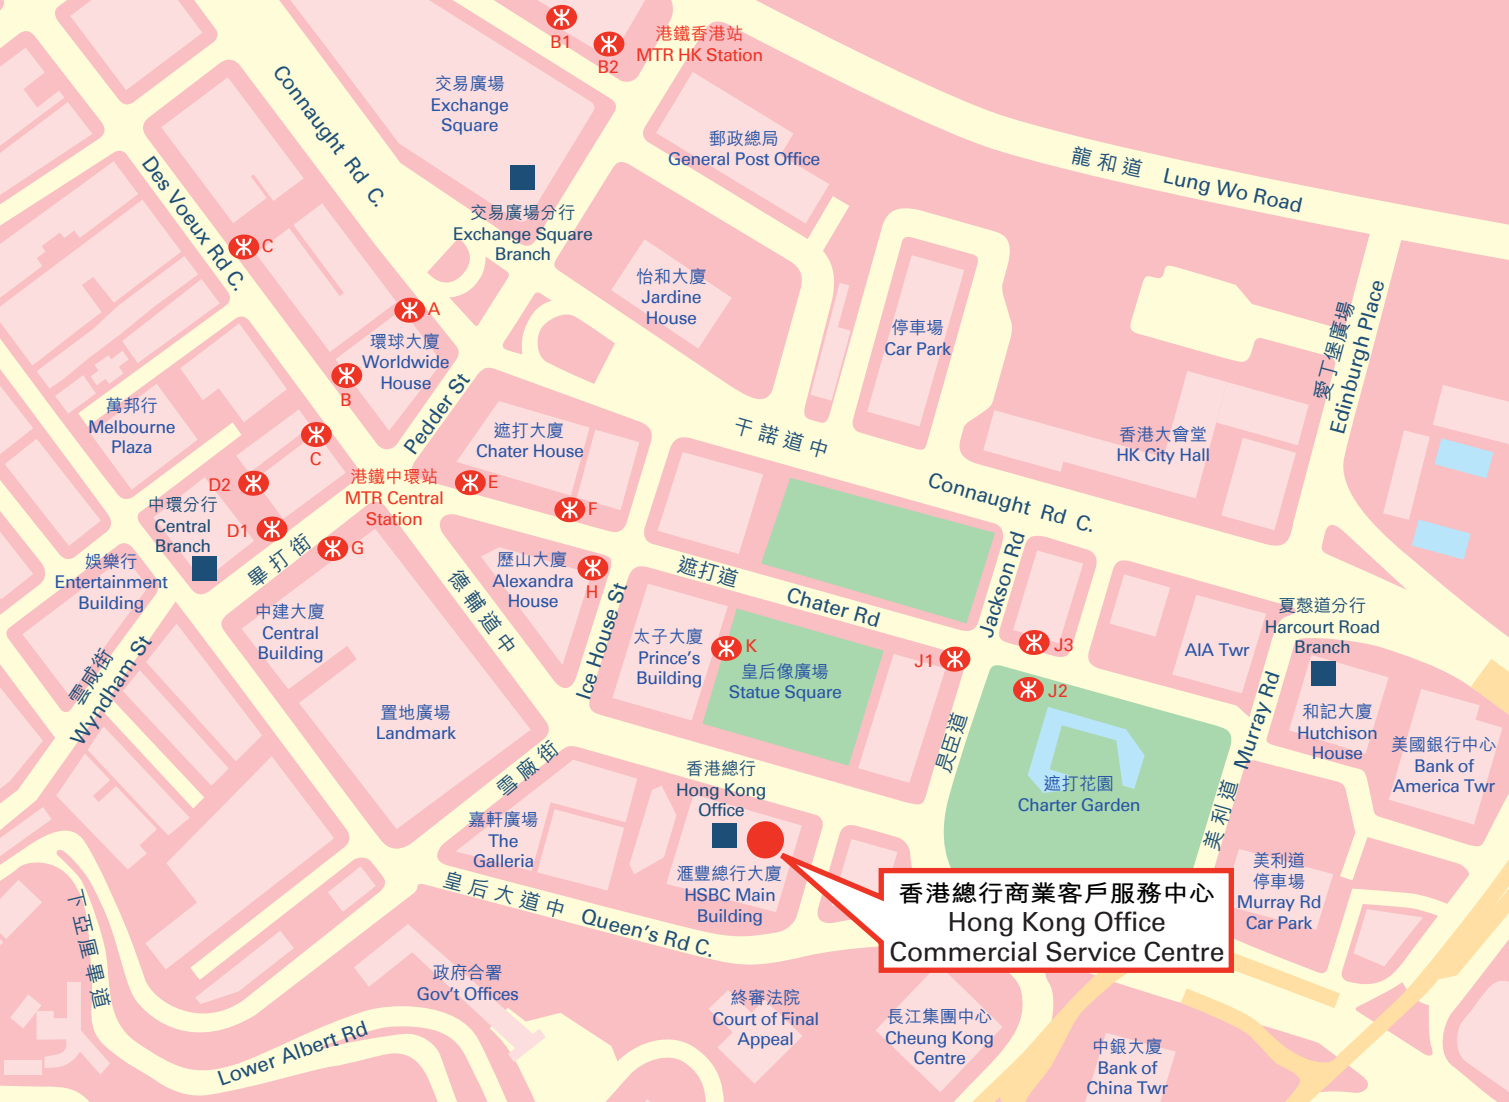 B1
B2
港鐵香港站
MTR HK Station
交易廣場
Exchange
Square
Connaught Rd C.
郵政總局
General Post Office
龍和道 Lung Wo Road
Des Voeux Rd C.
交易廣場分行
Exchange Square
Branch
C
A
怡和大廈
Jardine
House
停車場
Car Park
愛丁堡廣場
Edinburgh Place
環球大廈
Worldwide
House
B
Pedder St
萬邦行
Melbourne
Plaza
C
遮打大廈
Chater House
干諾道中
Connaught Rd C.
香港大會堂
HK City Hall
港鐵中環站
MTR Central
Station
E
F
D2
中環分行
Central
Branch
D1
G
畢打街
娛樂行
Entertainment
Building
歷山大廈
Alexandra
House
H
德輔道中
Ice House St
遮打道
Chater Rd
Jackson Rd
中建大廈
Central
Building
雲咸街
Wyndham St
太子大廈
Prince's
Building
K
皇后像廣場
Statue Square
J1
J3
J2
AIA Twr
夏慤道分行
Harcourt Road
Branch
和記大廈
Hutchison
House
美國銀行中心
Bank of
America Twr
置地廣場
Landmark
雪廠街
昃臣道
遮打花園
Charter Garden
美利道 Murray Rd
香港總行
Hong Kong
Office
嘉軒廣場
The
Galleria
滙豐總行大廈
HSBC Main
Building
香港總行商業客戶服務中心
Hong Kong Office
Commercial Service Centre
美利道
停車場
Murray Rd
Car Park
皇后大道中 Queen's Rd C.
下亞厘畢道
Lower Albert Rd
政府合署
Gov't Offices
終審法院
Court of Final
Appeal
長江集團中心
Cheung Kong
Centre
中銀大廈
Bank of
China Twr